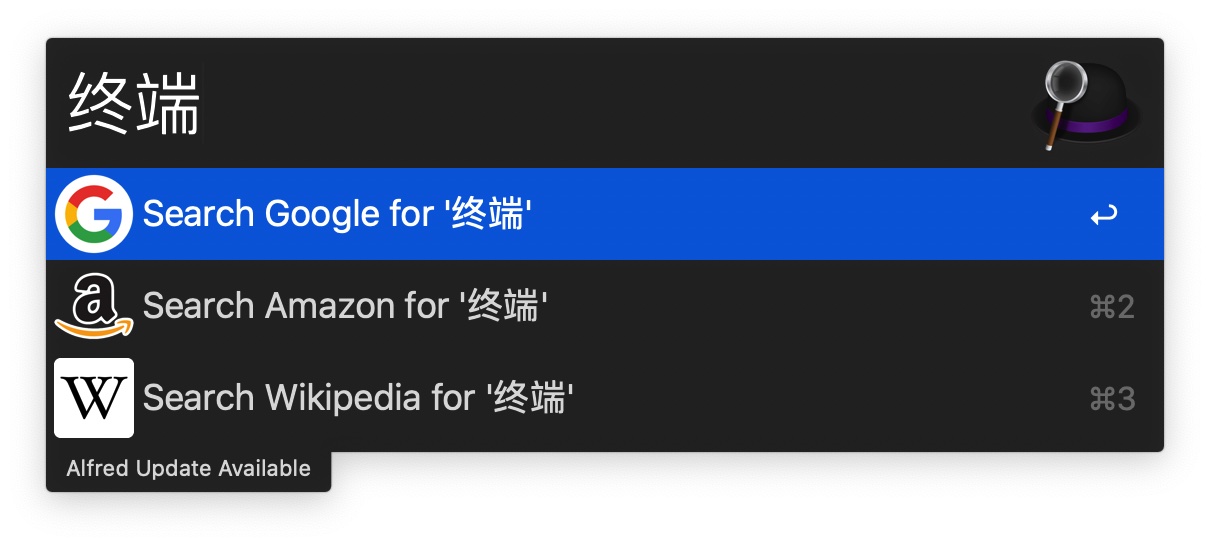 终端
Search Google for '终端'
Search Amazon for '终端' ⌘2
Search Wikipedia for '终端' ⌘3
Alfred Update Available